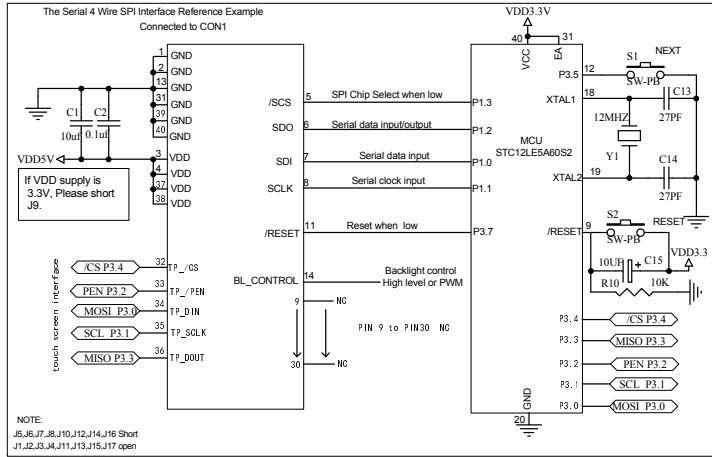 The Serial 4 Wire SPI Interface Reference Example
Connected to CON1
1 GND
2 GND
13 GND
31 GND
39 GND
40 GND
3 VDD
4 VDD
37 VDD
38 VDD
C1
10uf
C2
0.1uf
VDD5V
If VDD supply is
3.3V, Please short
J9.
/SCS 5 SPI Chip Select when low P1.3
SDO 6 Serial data input/output P1.2
SDI 7 Serial data input P1.0
SCLK 8 Serial clock input P1.1
/RESET 11 Reset when low P3.7
BL_CONTROL 14 Backlight control
High level or PWM
9 NC
PIN 9 to PIN30 NC
30 NC
touch screen interface
/CS P3.4 32 TP_/CS
PEN P3.2 33 TP_/PEN
MOSI P3.0 34 TP_DIN
SCL P3.1 35 TP_SCLK
MISO P3.3 36 TP_DOUT
VDD3.3V
40 31
VCC EA
MCU
STC12LE5A60S2
P3.5 12
S1 NEXT
SW-PB
XTAL1 18
12MHZ
Y1
C13
27PF
XTAL2 19
C14
27PF
/RESET 9
S2 RESET
SW-PB
10UF + C15
VDD3.3
R10 10K
P3.4 /CS P3.4
P3.3 MISO P3.3
P3.2 PEN P3.2
P3.1 SCL P3.1
P3.0 MOSI P3.0
GND
20
NOTE:
J5,J6,J7,J8,J10,J12,J14,J16 Short
J1,J2,J3,J4,J11,J13,J15,J17 open